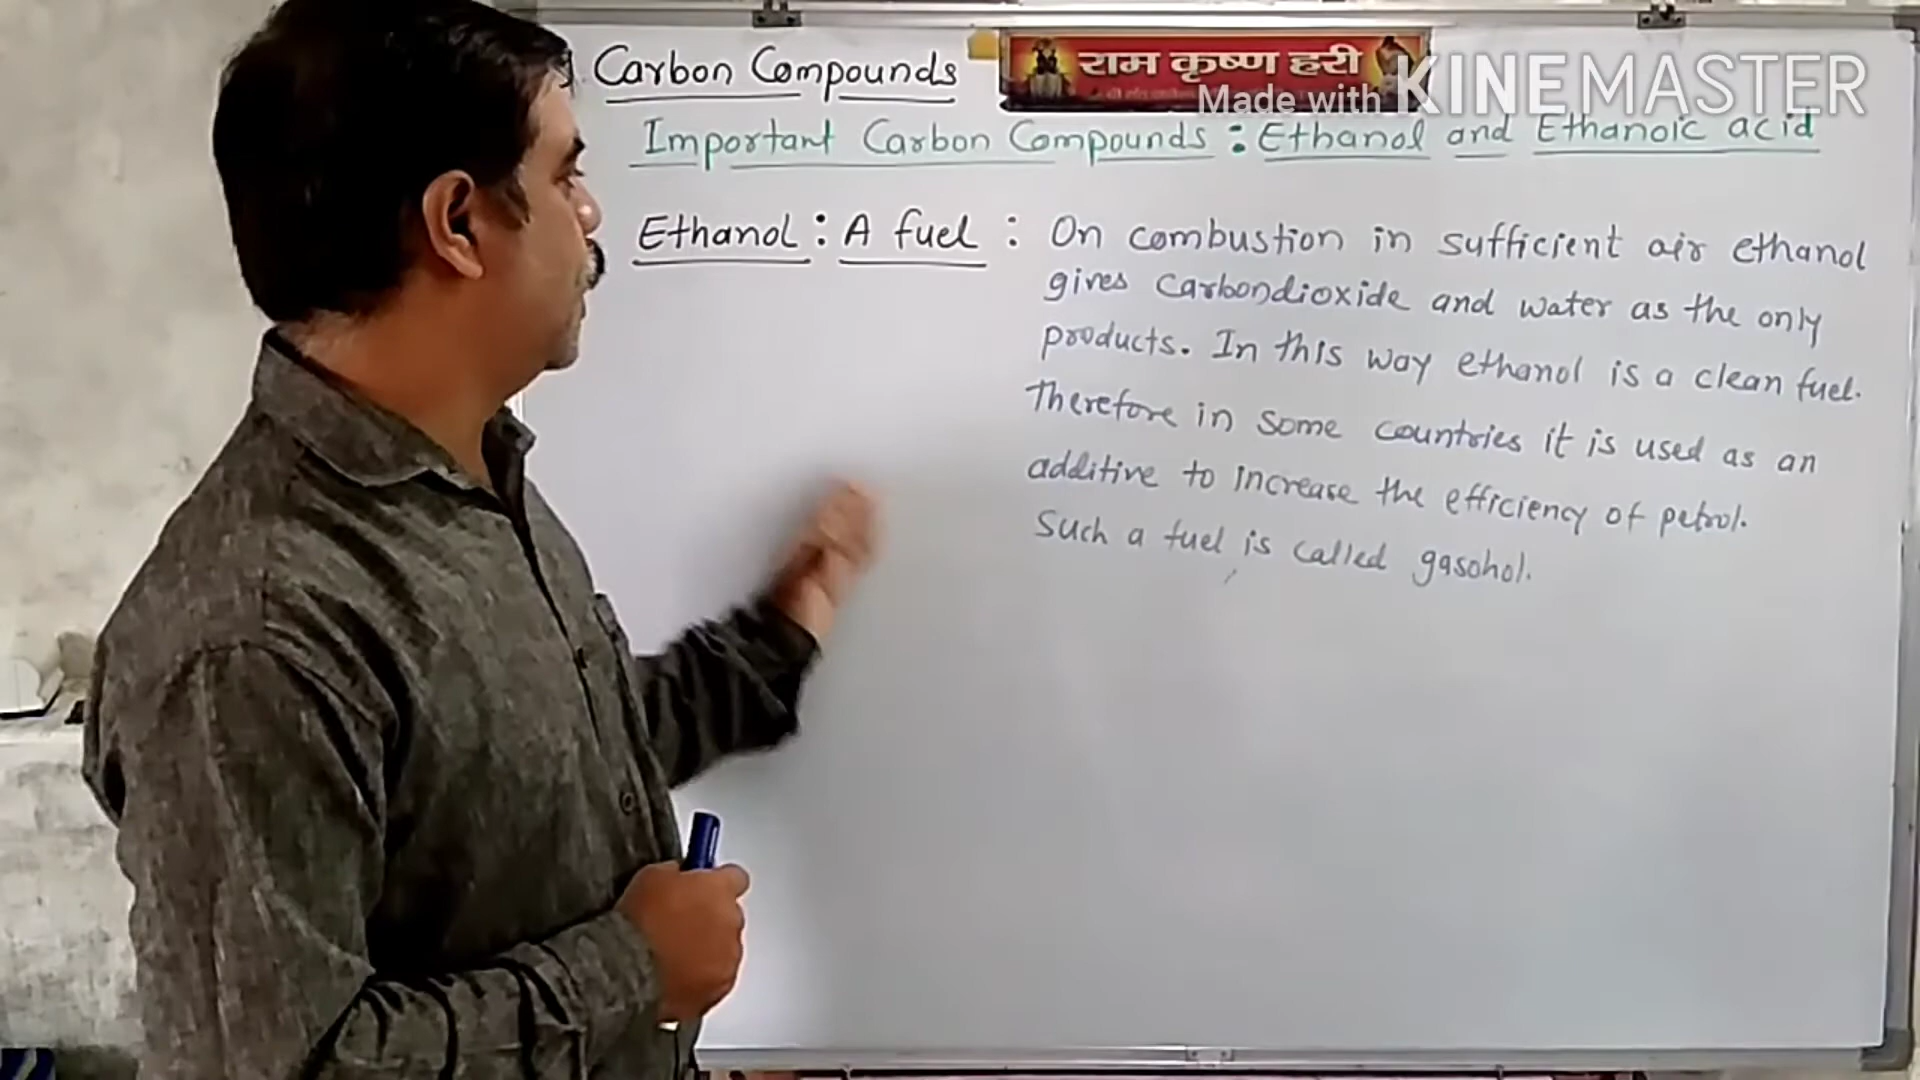 Carbon Compounds
राम कृष्ण हरी
Made with KINEMASTER
Important Carbon Compounds : Ethanol and Ethanoic acid
Ethanol : A fuel : On combustion in sufficient air ethanol
gives carbondioxide and water as the only
products. In this way ethanol is a clean fuel.
Therefore in some countries it is used as an
additive to increase the efficiency of petrol.
Such a fuel is called gasohol.